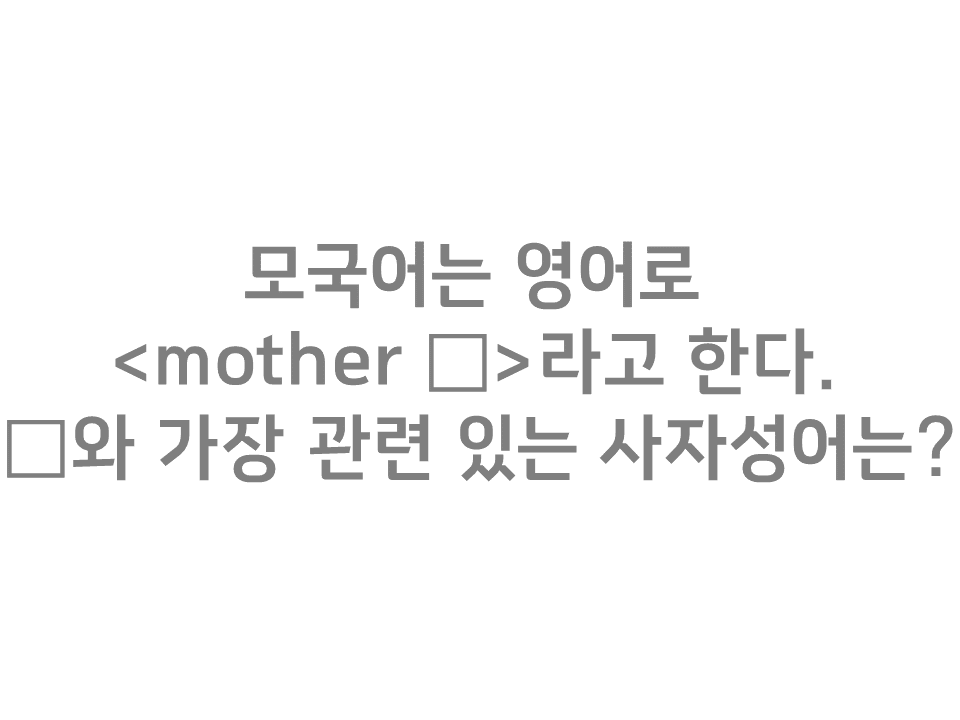 모국어는 영어로
<mother □>라고 한다.
□와 가장 관련 있는 사자성어는?